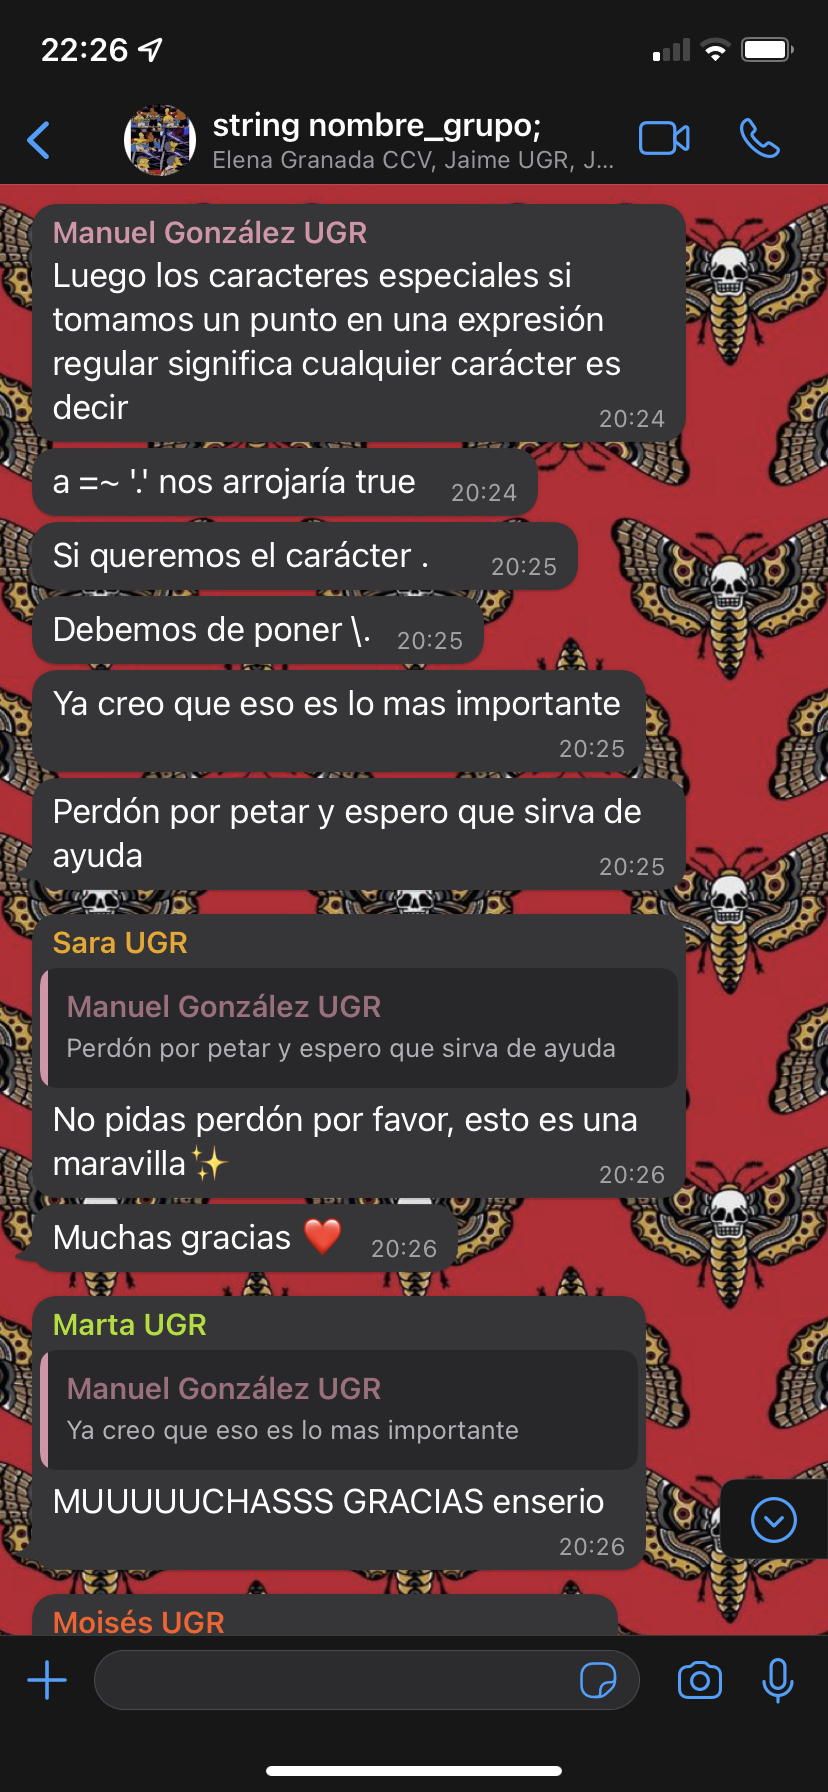 22:26
string nombre_grupo;
Elena Granada CCV, Jaime UGR, J...
Manuel González UGR
Luego los caracteres especiales si
tomamos un punto en una expresión
regular significa cualquier carácter es
decir
20:24
a =~ '.' nos arrojaría true
20:24
Si queremos el carácter .
20:25
Debemos de poner \.
20:25
Ya creo que eso es lo mas importante
20:25
Perdón por petar y espero que sirva de
ayuda
20:25
Sara UGR
Manuel González UGR
Perdón por petar y espero que sirva de ayuda
No pidas perdón por favor, esto es una
maravilla✨
20:26
Muchas gracias ❤️
20:26
Marta UGR
Manuel González UGR
Ya creo que eso es lo mas importante
MUUUUUCHASSS GRACIAS enserio
20:26
Moisés UGR